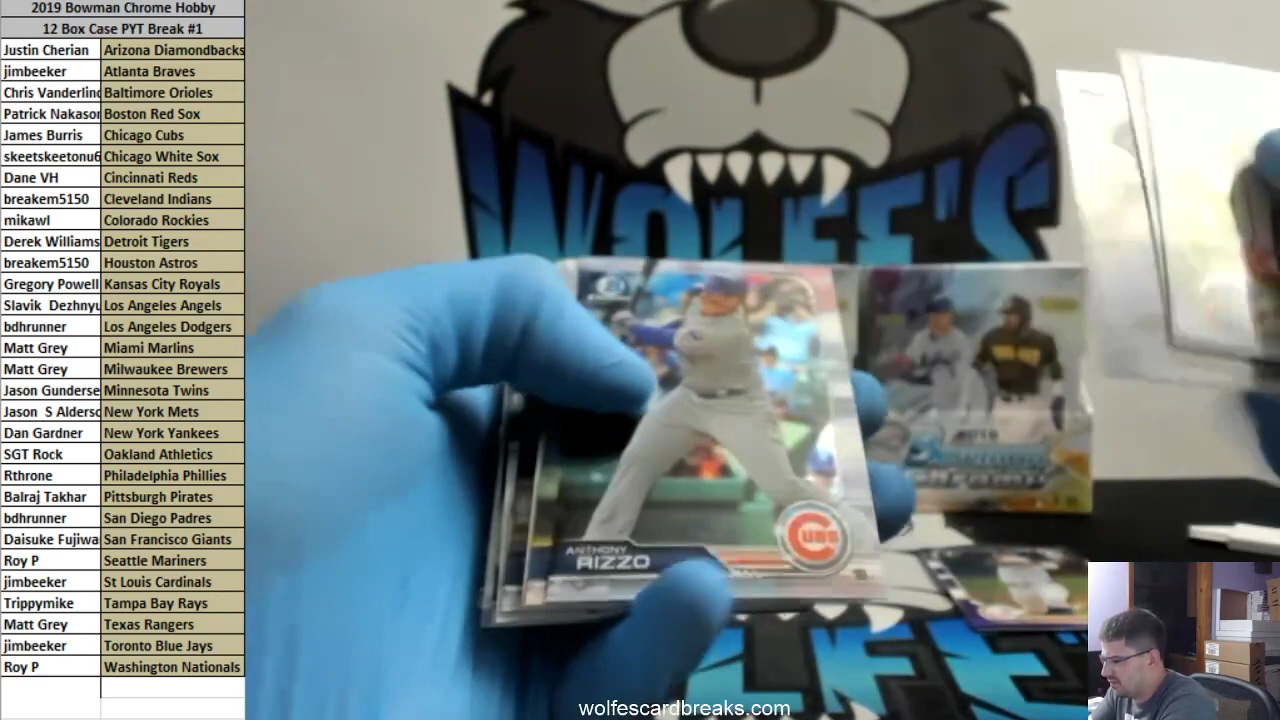 2019 Bowman Chrome Hobby
12 Box Case PYT Break #1
Justin Cherian Arizona Diamondbacks
jimbeeker Atlanta Braves
Chris Vanderlind Baltimore Orioles
Patrick Nakason Boston Red Sox
James Burris Chicago Cubs
skeetskeetonu6 Chicago White Sox
Dane VH Cincinnati Reds
breakem5150 Cleveland Indians
mikawl Colorado Rockies
Derek Williams Detroit Tigers
breakem5150 Houston Astros
Gregory Powell Kansas City Royals
Slavik Dezhnyu Los Angeles Angels
bdhrunner Los Angeles Dodgers
Matt Grey Miami Marlins
Matt Grey Milwaukee Brewers
Jason Gunderse Minnesota Twins
Jason S Alderso New York Mets
Dan Gardner New York Yankees
SGT Rock Oakland Athletics
Rthrone Philadelphia Phillies
Balraj Takhar Pittsburgh Pirates
bdhrunner San Diego Padres
Daisuke Fujiwa San Francisco Giants
Roy P Seattle Mariners
jimbeeker St Louis Cardinals
Trippymike Tampa Bay Rays
Matt Grey Texas Rangers
jimbeeker Toronto Blue Jays
Roy P Washington Nationals
WOLFE'S
ANTHONY
RIZZO
CUBS
wolfescardbreaks.com